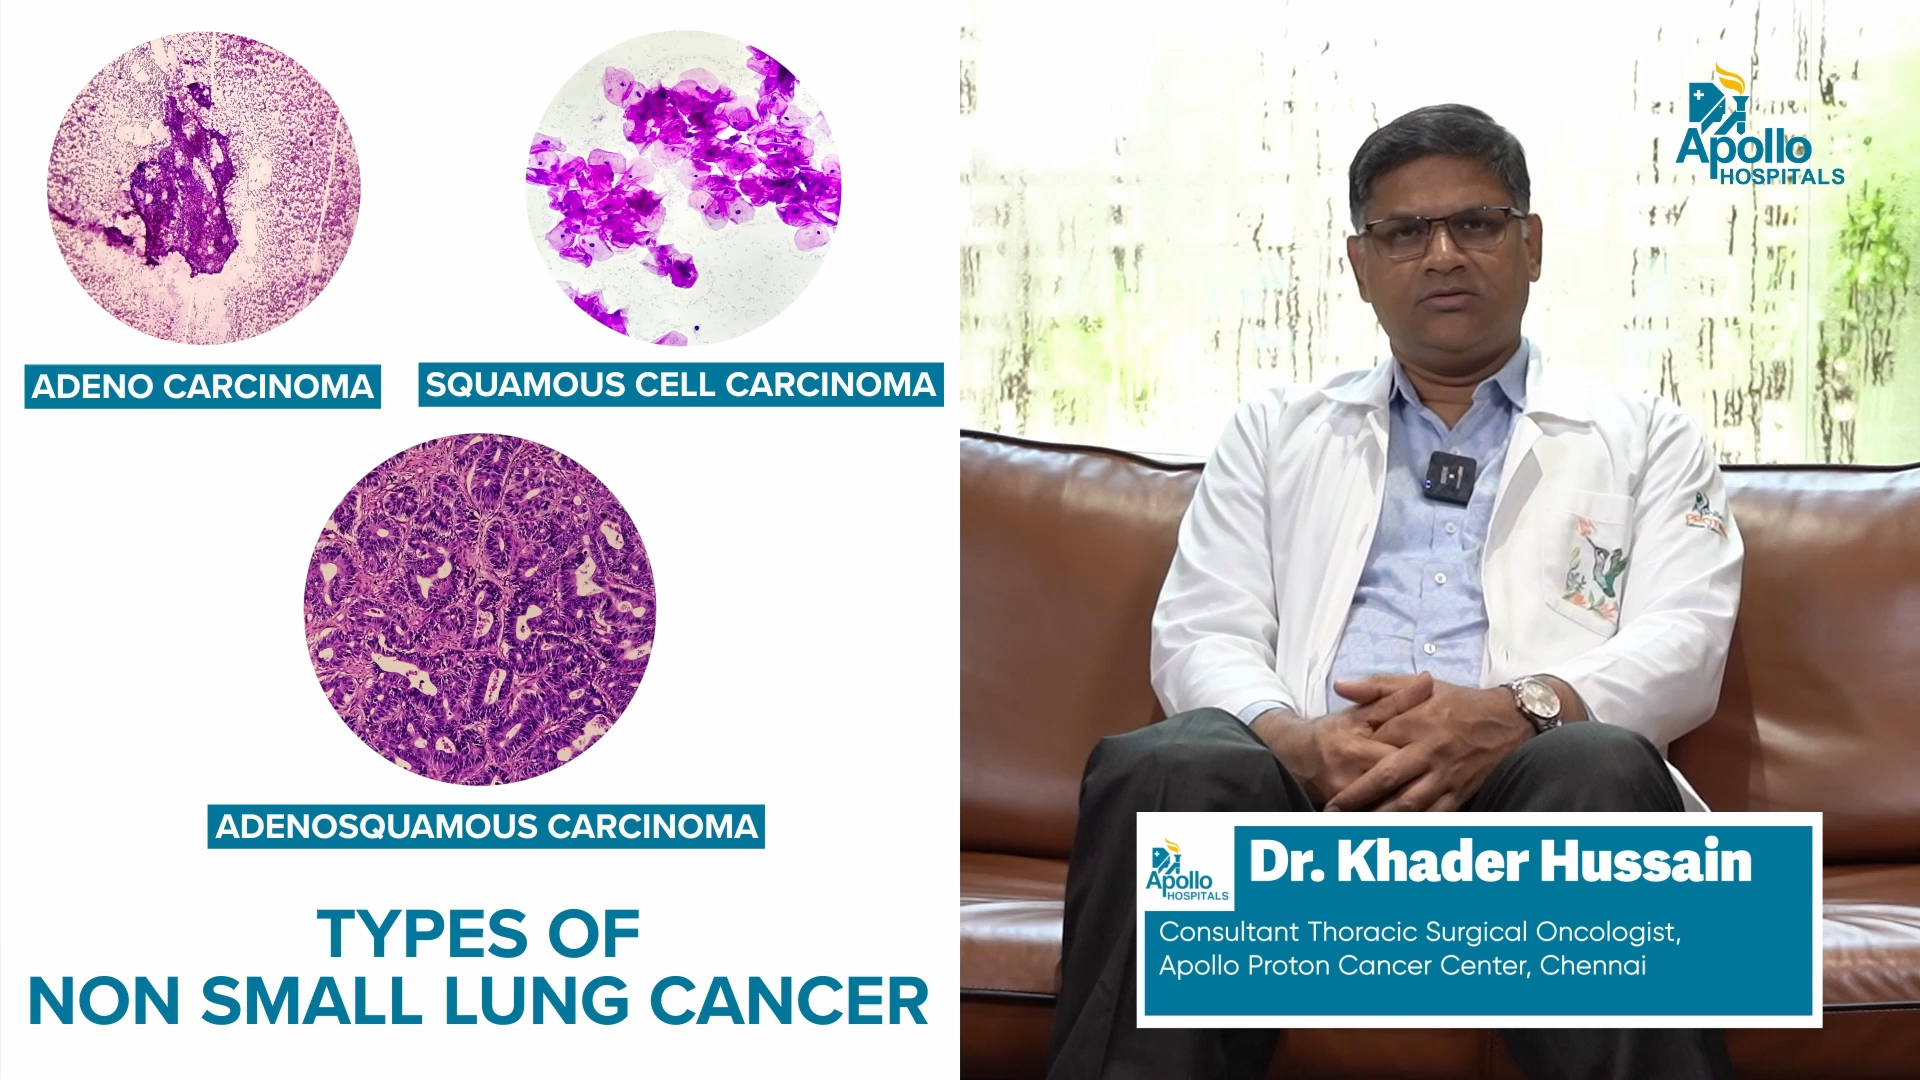 ADENO CARCINOMA
SQUAMOUS CELL CARCINOMA
ADENOSQUAMOUS CARCINOMA
TYPES OF
NON SMALL LUNG CANCER
Apollo
HOSPITALS
Apollo
HOSPITALS
Dr. Khader Hussain
Consultant Thoracic Surgical Oncologist,
Apollo Proton Cancer Center, Chennai